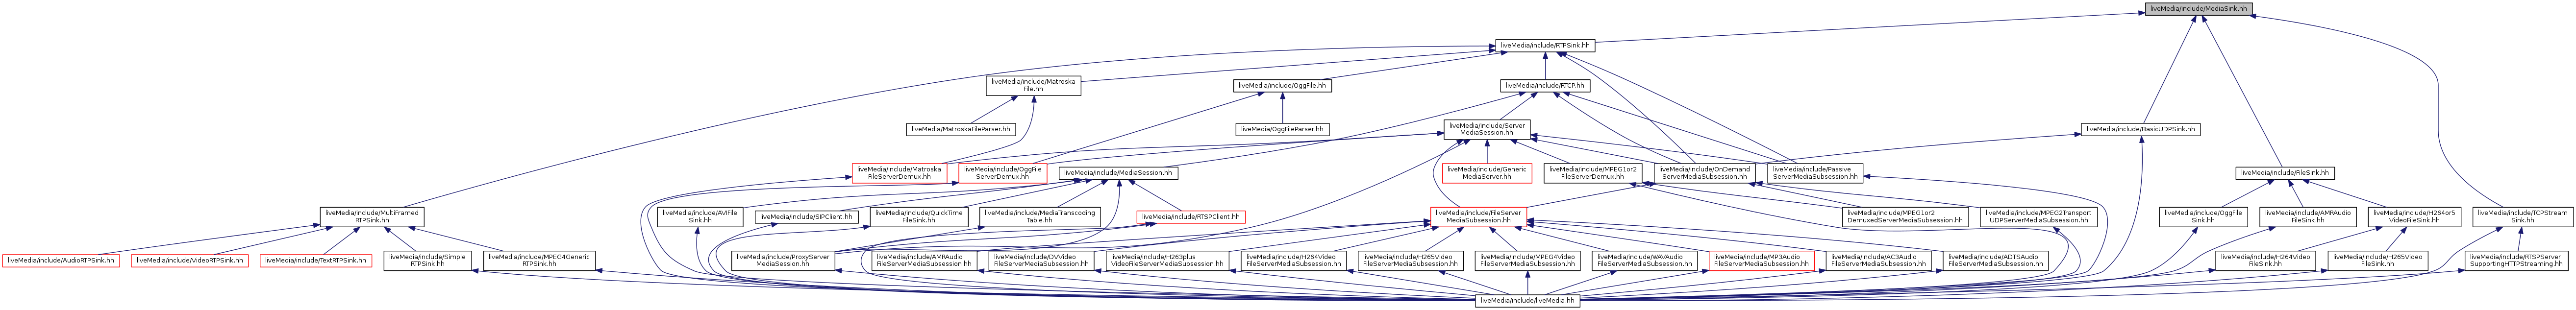 liveMedia/include/MediaSink.hh
liveMedia/include/RTPSink.hh
liveMedia/include/Matroska
File.hh
liveMedia/include/OggFile.hh
liveMedia/include/RTCP.hh
liveMedia/MatroskaFileParser.hh
liveMedia/OggFileParser.hh
liveMedia/include/Server
MediaSession.hh
liveMedia/include/BasicUDPSink.hh
liveMedia/include/Matroska
FileServerDemux.hh
liveMedia/include/OggFile
ServerDemux.hh
liveMedia/include/MediaSession.hh
liveMedia/include/Generic
MediaServer.hh
liveMedia/include/MPEG1or2
FileServerDemux.hh
liveMedia/include/OnDemand
ServerMediaSubsession.hh
liveMedia/include/Passive
ServerMediaSubsession.hh
liveMedia/include/FileSink.hh
liveMedia/include/MultiFramed
RTPSink.hh
liveMedia/include/AVIFile
Sink.hh
liveMedia/include/SIPClient.hh
liveMedia/include/QuickTime
FileSink.hh
liveMedia/include/MediaTranscoding
Table.hh
liveMedia/include/RTSPClient.hh
liveMedia/include/FileServer
MediaSubsession.hh
liveMedia/include/MPEG1or2
DemuxedServerMediaSubsession.hh
liveMedia/include/MPEG2Transport
UDPServerMediaSubsession.hh
liveMedia/include/OggFile
Sink.hh
liveMedia/include/AMRAudio
FileSink.hh
liveMedia/include/H264or5
VideoFileSink.hh
liveMedia/include/TCPStream
Sink.hh
liveMedia/include/AudioRTPSink.hh
liveMedia/include/VideoRTPSink.hh
liveMedia/include/TextRTPSink.hh
liveMedia/include/Simple
RTPSink.hh
liveMedia/include/MPEG4Generic
RTPSink.hh
liveMedia/include/ProxyServer
MediaSession.hh
liveMedia/include/AMRAudio
FileServerMediaSubsession.hh
liveMedia/include/DVVideo
FileServerMediaSubsession.hh
liveMedia/include/H263plus
VideoFileServerMediaSubsession.hh
liveMedia/include/H264Video
FileServerMediaSubsession.hh
liveMedia/include/H265Video
FileServerMediaSubsession.hh
liveMedia/include/MPEG4Video
FileServerMediaSubsession.hh
liveMedia/include/WAVAudio
FileServerMediaSubsession.hh
liveMedia/include/MP3Audio
FileServerMediaSubsession.hh
liveMedia/include/AC3Audio
FileServerMediaSubsession.hh
liveMedia/include/ADTSAudio
FileServerMediaSubsession.hh
liveMedia/include/H264Video
FileSink.hh
liveMedia/include/H265Video
FileSink.hh
liveMedia/include/RTSPServer
SupportingHTTPStreaming.hh
liveMedia/include/liveMedia.hh